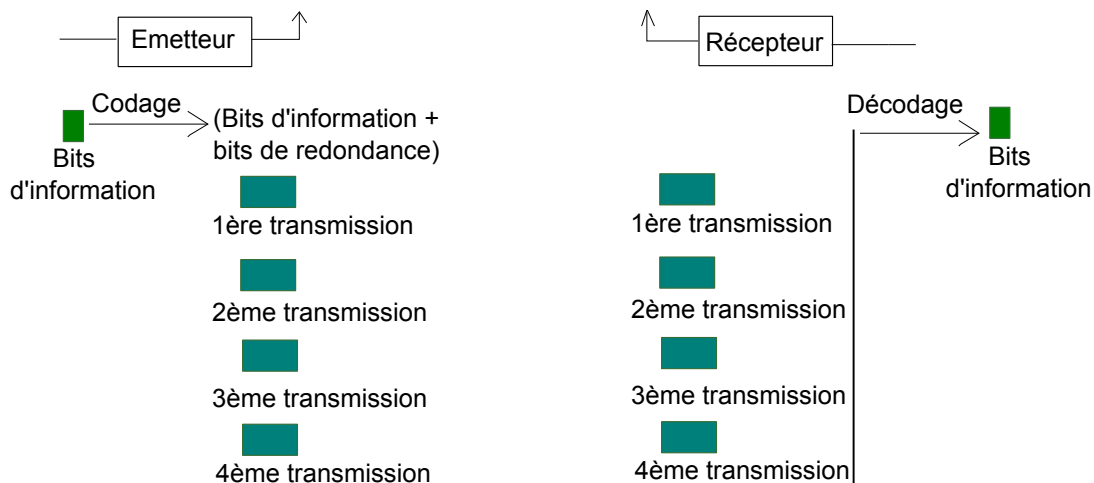 Emetteur
Récepteur
Codage
(Bits d'information +
bits de redondance)
Bits
d'information
1ère transmission
2ème transmission
3ème transmission
4ème transmission
Décodage
Bits
d'information
1ère transmission
2ème transmission
3ème transmission
4ème transmission